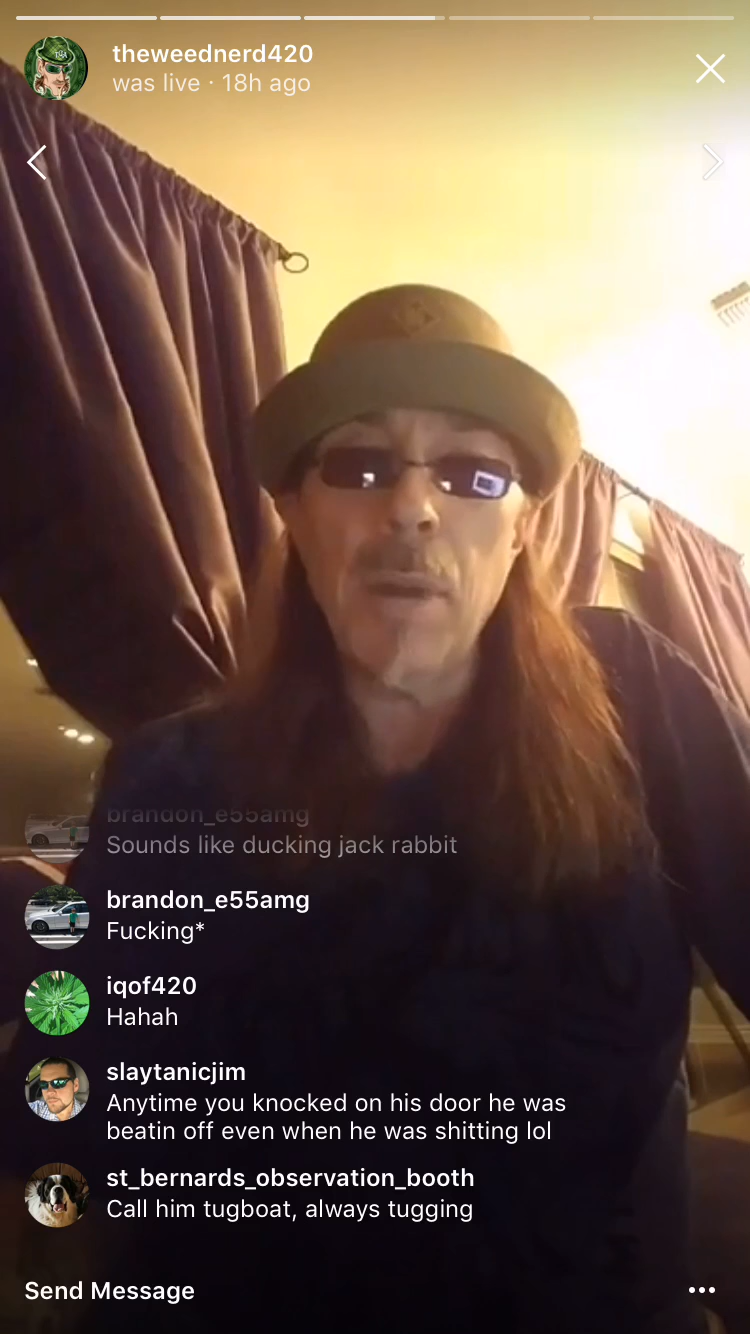 theweednerd420
was live · 18h ago
brandon_e55amg
Sounds like ducking jack rabbit
brandon_e55amg
Fucking*
iqof420
Hahah
slaytanicjim
Anytime you knocked on his door he was
beatin off even when he was shitting lol
st_bernards_observation_booth
Call him tugboat, always tugging
Send Message